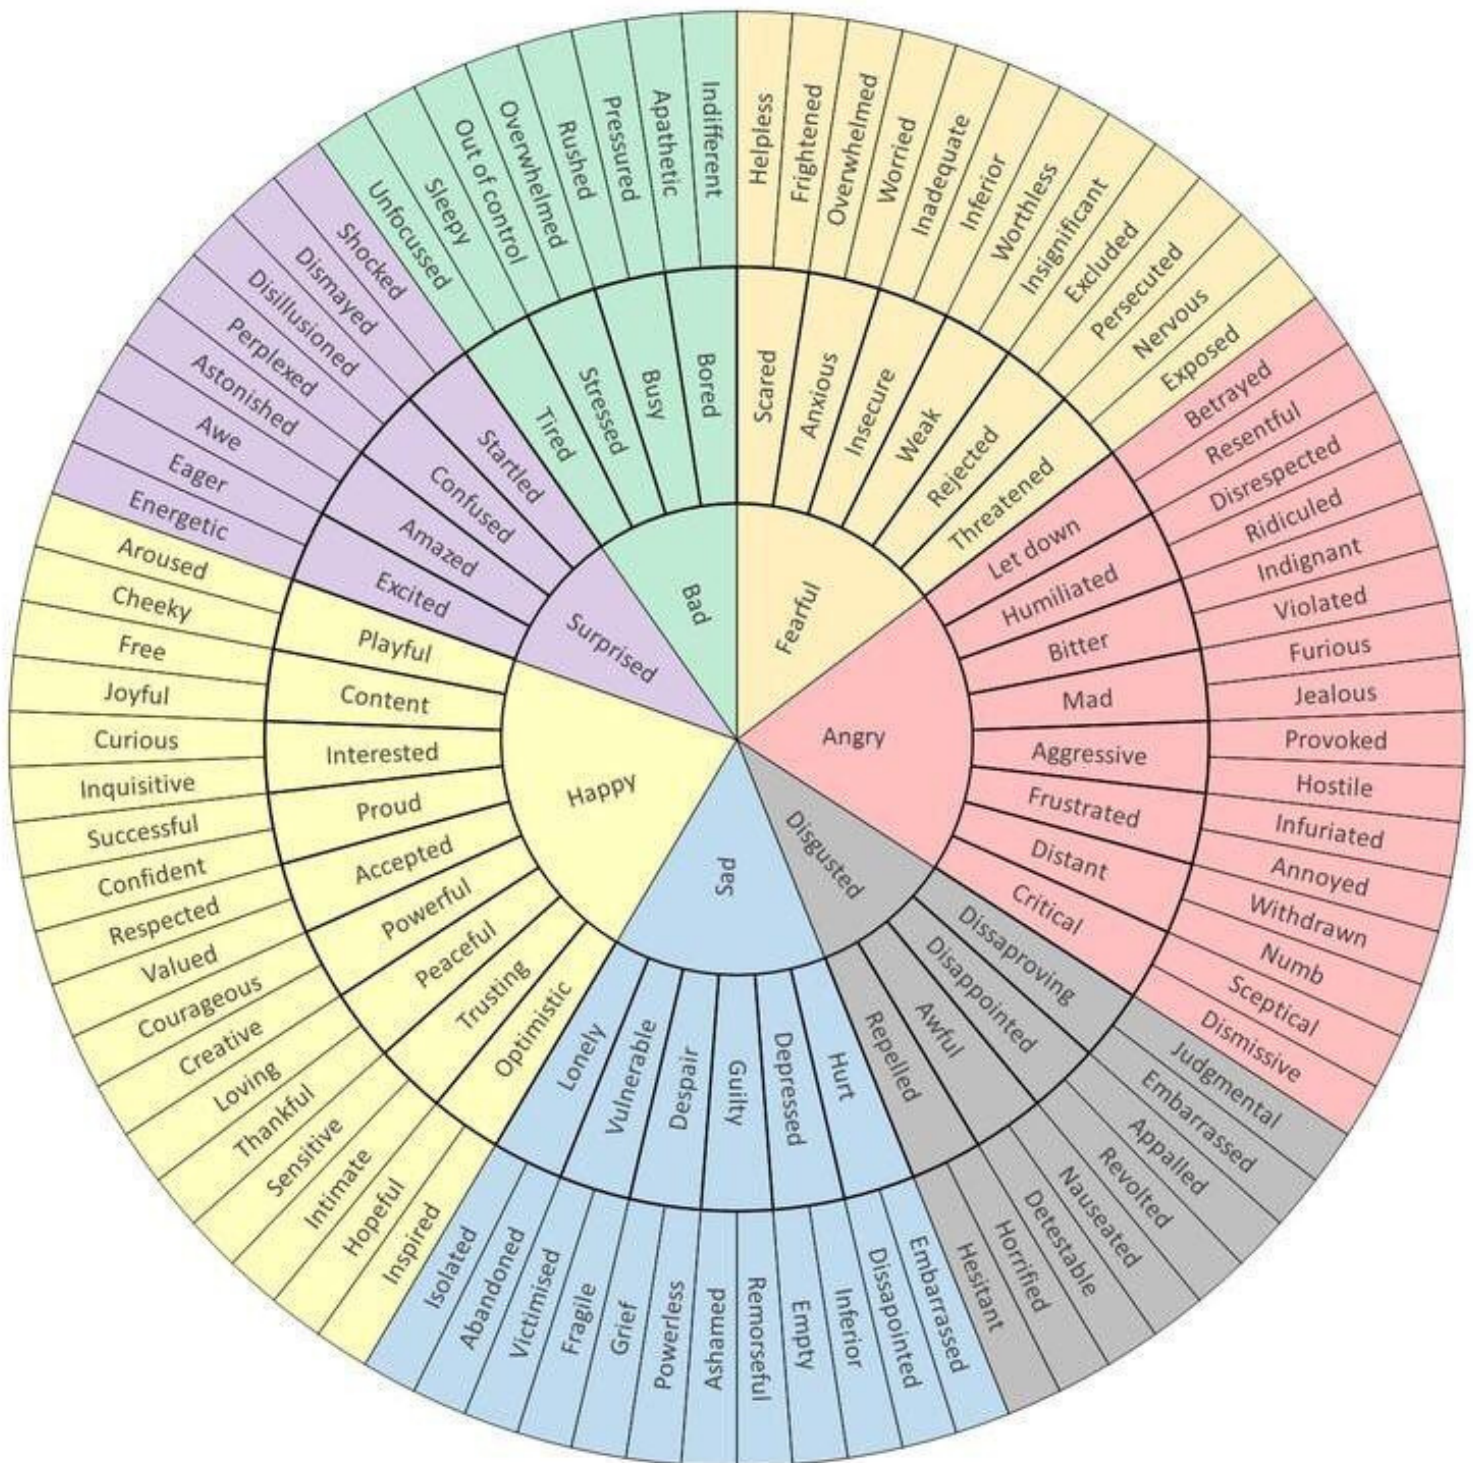 Bad
Fearful
Angry
Disgusted
Sad
Happy
Surprised
Scared
Anxious
Insecure
Weak
Rejected
Threatened
Let down
Humiliated
Bitter
Mad
Aggressive
Frustrated
Distant
Critical
Dissaproving
Disappointed
Awful
Repelled
Hurt
Depressed
Guilty
Despair
Vulnerable
Lonely
Optimistic
Trusting
Peaceful
Powerful
Accepted
Proud
Interested
Content
Playful
Excited
Amazed
Confused
Startled
Tired
Stressed
Busy
Bored
Helpless
Frightened
Overwhelmed
Worried
Inadequate
Inferior
Worthless
Insignificant
Excluded
Persecuted
Nervous
Exposed
Betrayed
Resentful
Disrespected
Ridiculed
Indignant
Violated
Furious
Jealous
Provoked
Hostile
Infuriated
Annoyed
Withdrawn
Numb
Sceptical
Dismissive
Judgmental
Embarrassed
Appalled
Revolted
Nauseated
Detestable
Horrified
Hesitant
Embarrassed
Dissapointed
Inferior
Empty
Remorseful
Ashamed
Powerless
Grief
Fragile
Victimised
Abandoned
Isolated
Inspired
Hopeful
Intimate
Sensitive
Thankful
Loving
Creative
Courageous
Valued
Respected
Confident
Successful
Inquisitive
Curious
Joyful
Free
Cheeky
Aroused
Energetic
Eager
Awe
Astonished
Perplexed
Disillusioned
Dismayed
Shocked
Unfocussed
Sleepy
Out of control
Overwhelmed
Rushed
Pressured
Apathetic
Indifferent